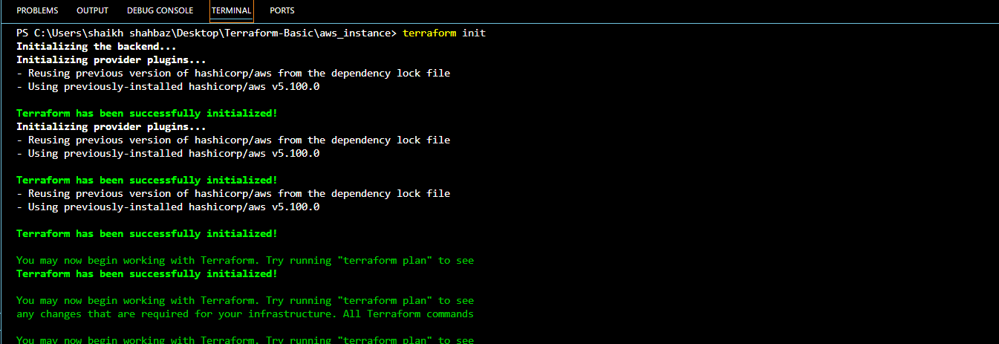 PROBLEMS OUTPUT DEBUG CONSOLE TERMINAL PORTS
PS C:\Users\shaikh shahbaz\Desktop\Terraform-Basic\aws_instance> terraform init
Initializing the backend...
Initializing provider plugins...
- Reusing previous version of hashicorp/aws from the dependency lock file
- Using previously-installed hashicorp/aws v5.100.0
Terraform has been successfully initialized!
Initializing provider plugins...
- Reusing previous version of hashicorp/aws from the dependency lock file
- Using previously-installed hashicorp/aws v5.100.0
Terraform has been successfully initialized!
- Reusing previous version of hashicorp/aws from the dependency lock file
- Using previously-installed hashicorp/aws v5.100.0
Terraform has been successfully initialized!
You may now begin working with Terraform. Try running "terraform plan" to see
Terraform has been successfully initialized!
You may now begin working with Terraform. Try running "terraform plan" to see
any changes that are required for your infrastructure. All Terraform commands
You may now begin working with Terraform. Try running "terraform plan" to see